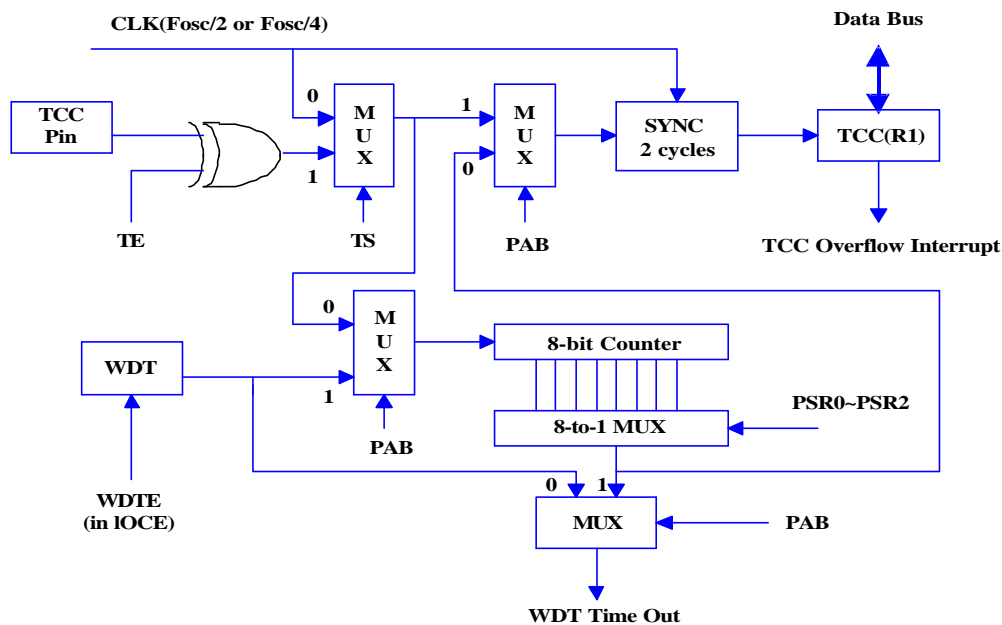 CLK(Fosc/2 or Fosc/4)
Data Bus
TCC
Pin
0
1
M
U
X
1
0
M
U
X
SYNC
2 cycles
TCC(R1)
TE
TS
PAB
TCC Overflow Interrupt
0
1
M
U
X
8-bit Counter
WDT
PSR0~PSR2
8-to-1 MUX
PAB
WDTE
(in IOCE)
0
1
MUX
PAB
WDT Time Out